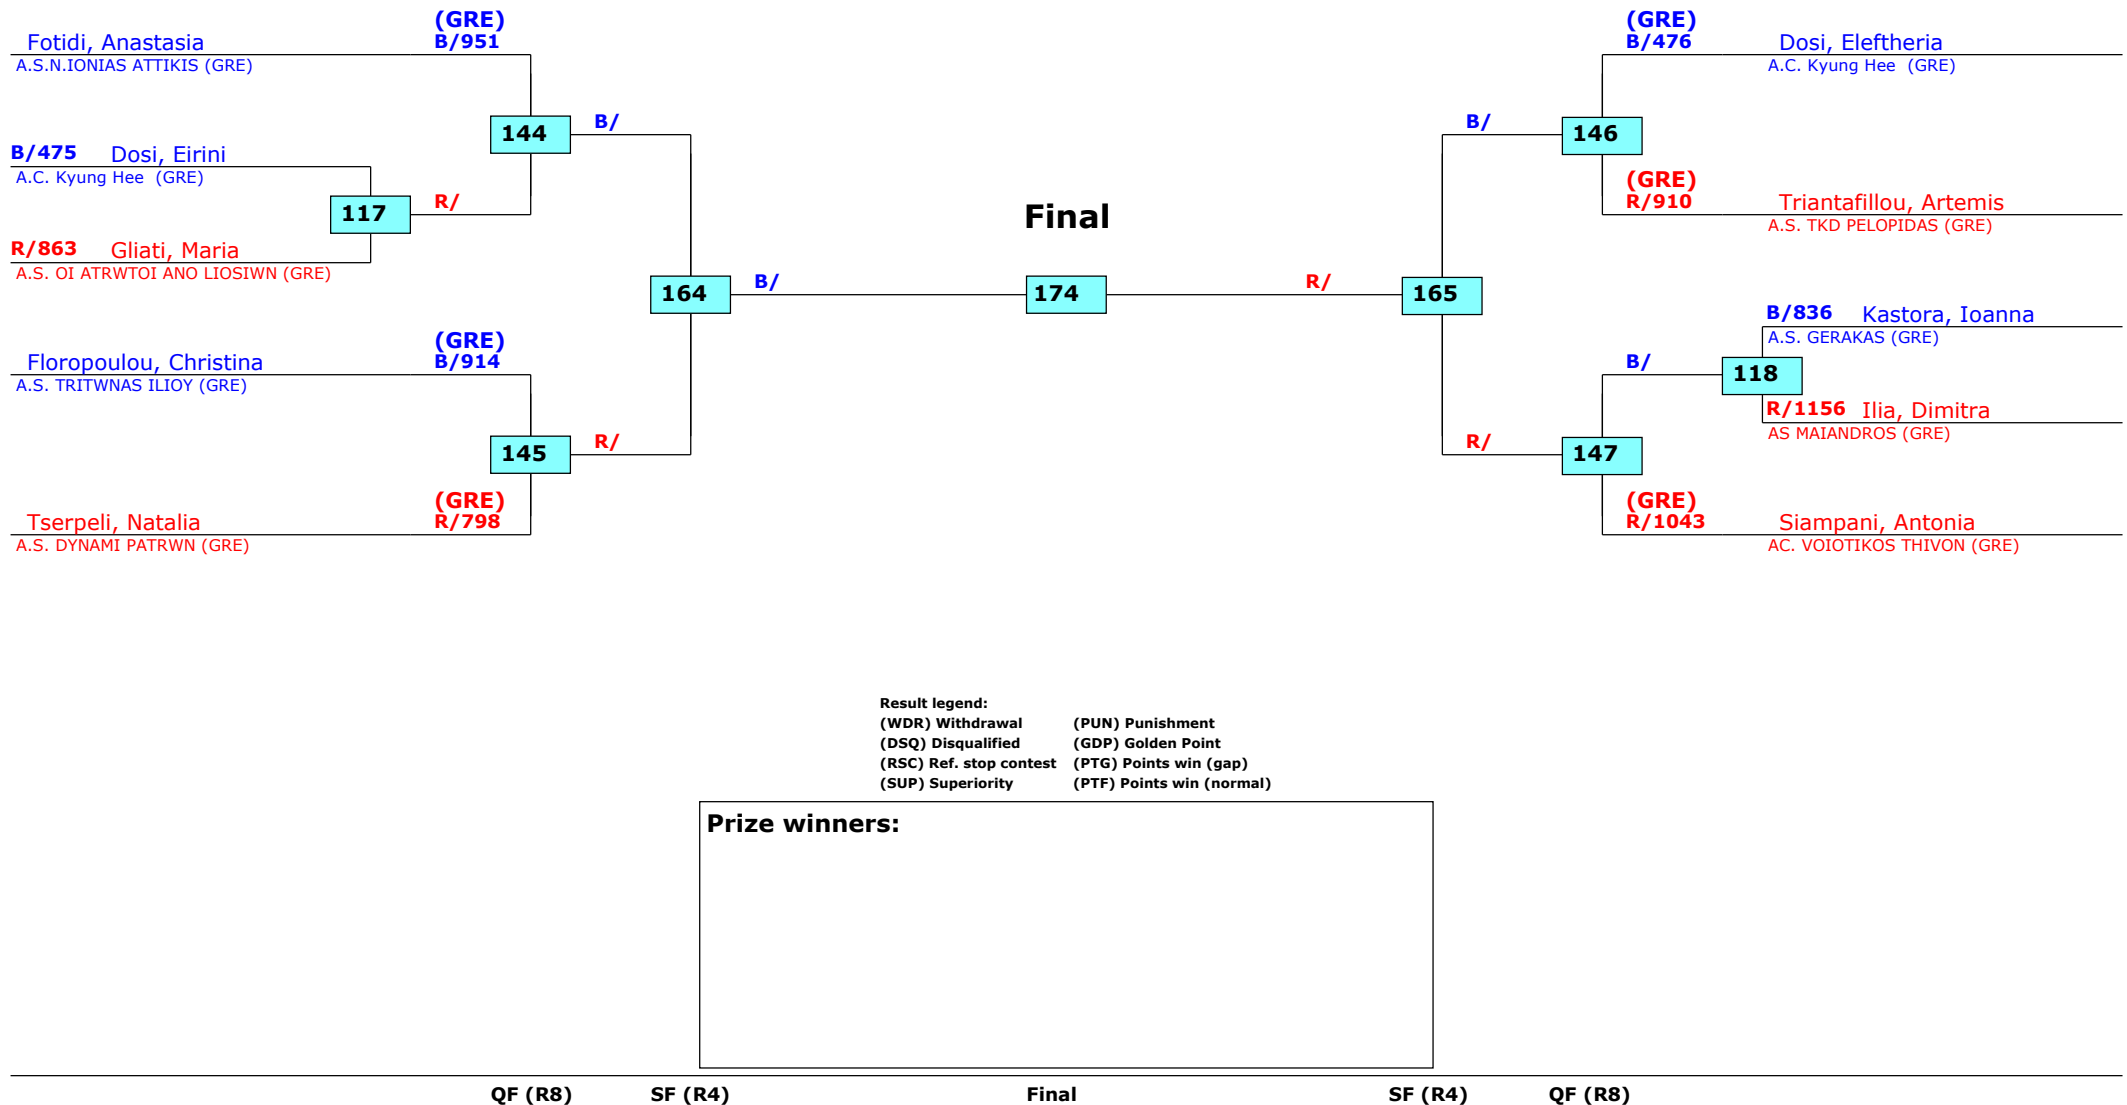 (GRE)
Fotidi, Anastasia B/951
A.S.N.IONIAS ATTIKIS (GRE)
144
B/
B/475 Dosi, Eirini
A.C. Kyung Hee (GRE)
117
R/
R/863 Gliati, Maria
A.S. OI ATRWTOI ANO LIOSIWN (GRE)
164
B/
(GRE)
Floropoulou, Christina B/914
A.S. TRITWNAS ILIOY (GRE)
145
R/
(GRE)
Tserpeli, Natalia R/798
A.S. DYNAMI PATRWN (GRE)
Final
174
(GRE)
B/476 Dosi, Eleftheria
A.C. Kyung Hee (GRE)
B/
146
(GRE)
R/910 Triantafillou, Artemis
A.S. TKD PELOPIDAS (GRE)
R/
165
B/836 Kastora, Ioanna
A.S. GERAKAS (GRE)
B/
118
R/1156 Ilia, Dimitra
AS MAIANDROS (GRE)
R/
147
(GRE)
R/1043 Siampani, Antonia
AC. VOIOTIKOS THIVON (GRE)
Result legend:
(WDR) Withdrawal (PUN) Punishment
(DSQ) Disqualified (GDP) Golden Point
(RSC) Ref. stop contest (PTG) Points win (gap)
(SUP) Superiority (PTF) Points win (normal)
Prize winners:
QF (R8) SF (R4) Final SF (R4) QF (R8)